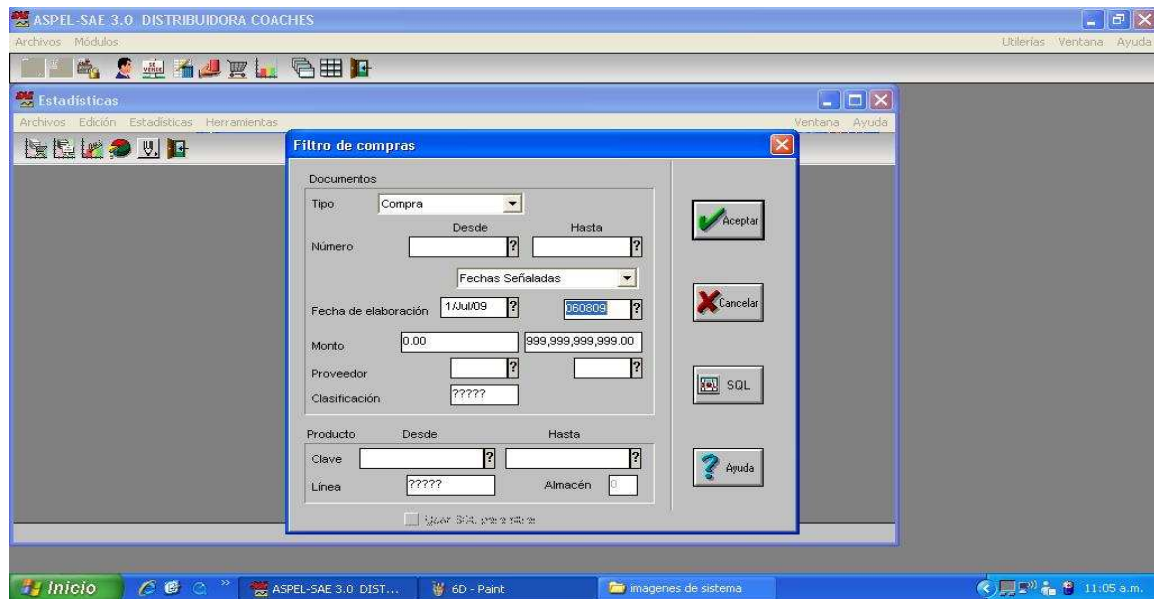 ASPEL-SAE 3.0 DISTRIBUIDORA COACHES
Archivos Módulos Utilerías Ventana Ayuda
Estadísticas
Archivos Edición Estadísticas Herramientas Ventana Ayuda
Filtro de compras
Documentos
Tipo Compra
Desde Hasta
Número ? ?
Fechas Señaladas
Fecha de elaboración 1/Jul/09 ? 060809 ?
Monto 0.00 999,999,999,999.00
Proveedor ? ?
Clasificación ?????
Producto Desde Hasta
Clave ? ?
Línea ????? Almacén 0
Aceptar
Cancelar
SQL
Ayuda
Inicio ASPEL-SAE 3.0 DIST... 6D - Paint imagenes de sistema 11:05 a.m.